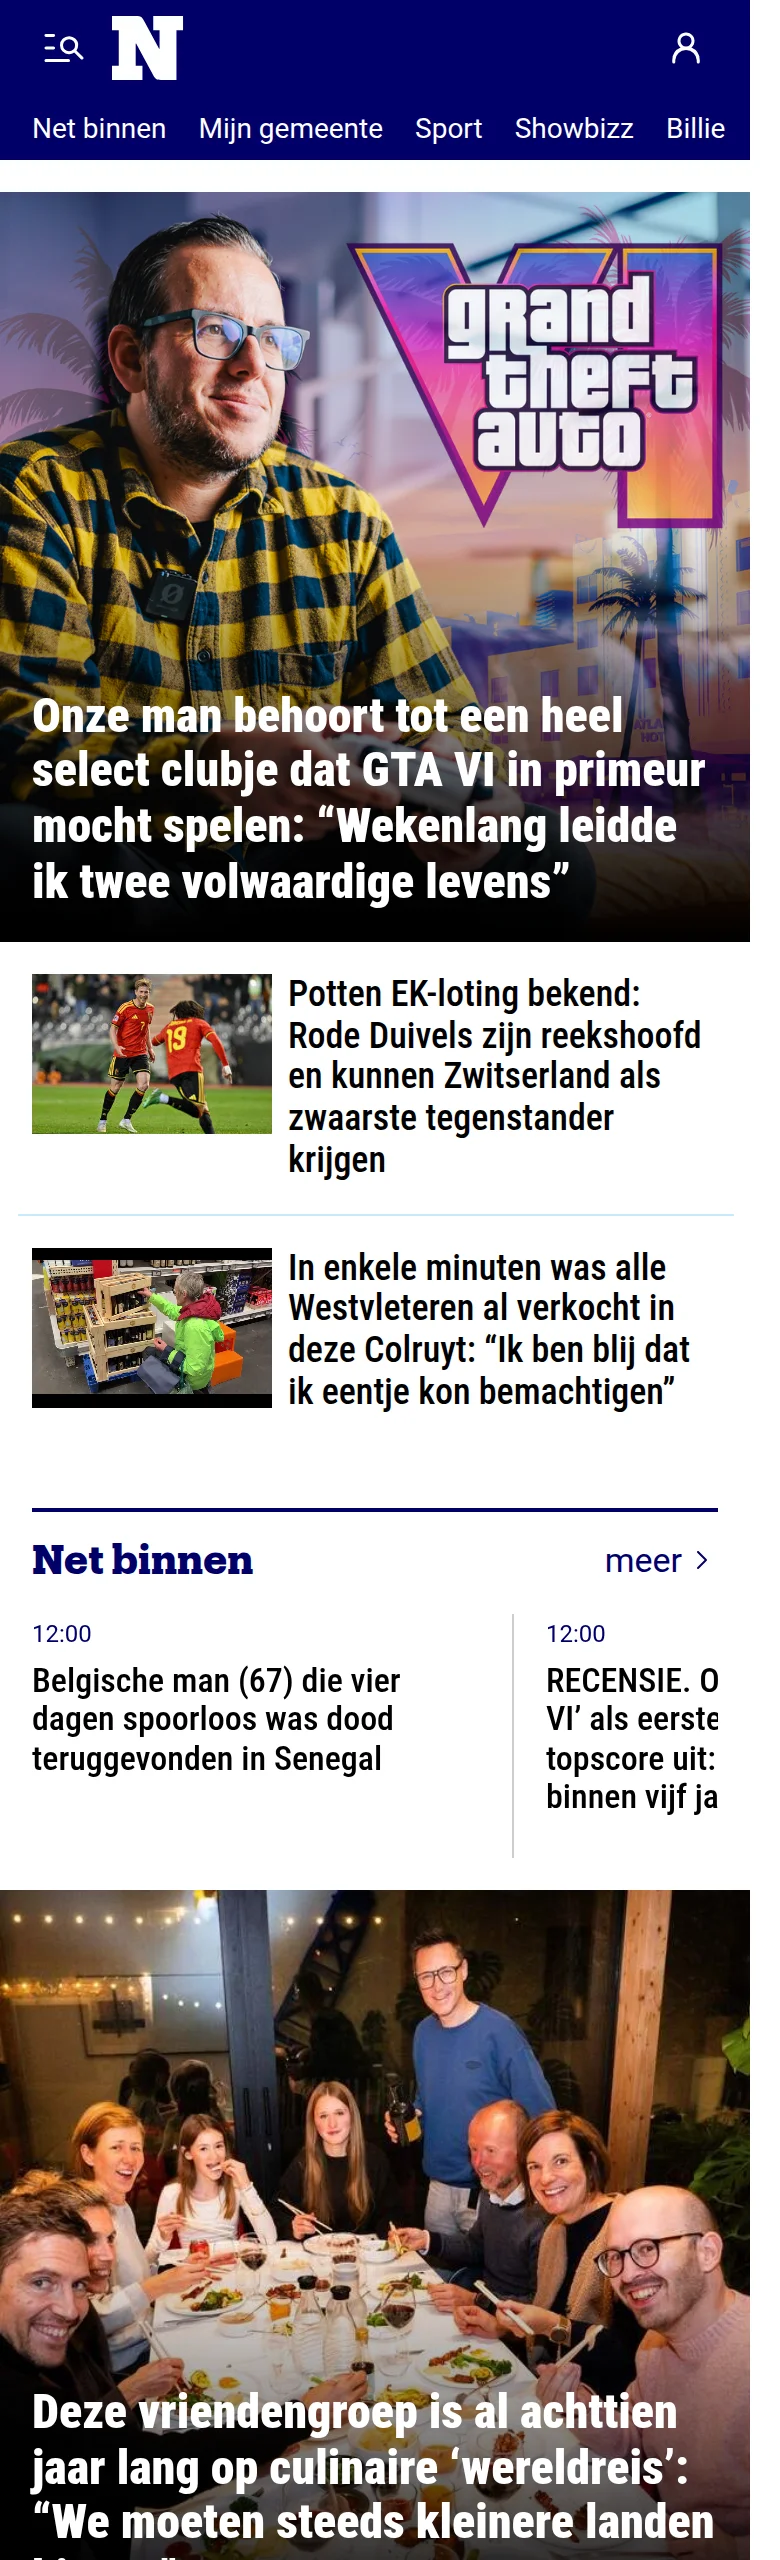 N
Net binnen Mijn gemeente Sport Showbizz Billie
grand
theft
auto
VI
Onze man behoort tot een heel
select clubje dat GTA VI in primeur
mocht spelen: “Wekenlang leidde
ik twee volwaardige levens”
7
19
Potten EK-loting bekend:
Rode Duivels zijn reekshoofd
en kunnen Zwitserland als
zwaarste tegenstander
krijgen
In enkele minuten was alle
Westvleteren al verkocht in
deze Colruyt: “Ik ben blij dat
ik eentje kon bemachtigen”
Net binnen
meer
12:00
Belgische man (67) die vier
dagen spoorloos was dood
teruggevonden in Senegal
12:00
RECENSIE. O
VI’ als eerste
topscore uit:
binnen vijf ja
Deze vriendengroep is al achttien
jaar lang op culinaire ‘wereldreis’:
“We moeten steeds kleinere landen